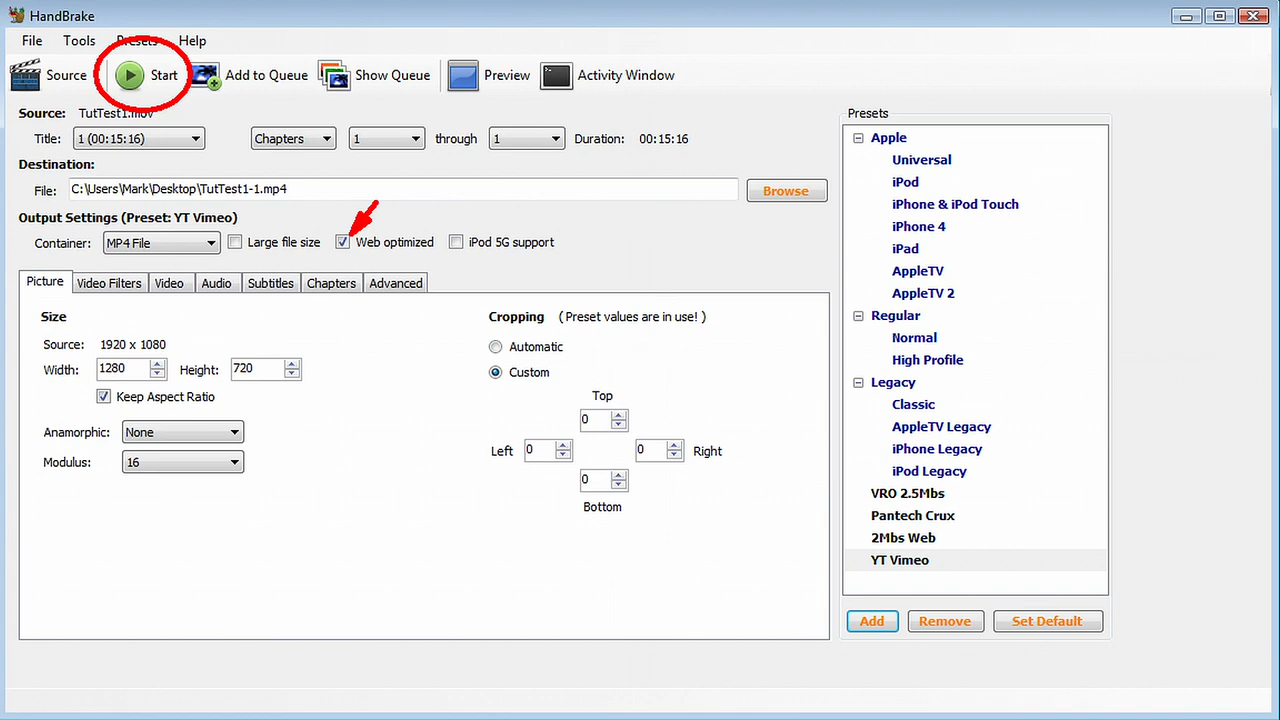 HandBrake
File Tools Presets Help
Source Start Add to Queue Show Queue Preview Activity Window
Source: TutTest1.mov
Title: 1 (00:15:16) Chapters 1 through 1 Duration: 00:15:16
Destination:
File: C:\Users\Mark\Desktop\TutTest1-1.mp4 Browse
Output Settings (Preset: YT Vimeo)
Container: MP4 File Large file size Web optimized iPod 5G support
Picture Video Filters Video Audio Subtitles Chapters Advanced
Size
Source: 1920 x 1080
Width: 1280 Height: 720
Keep Aspect Ratio
Anamorphic: None
Modulus: 16
Cropping ( Preset values are in use! )
Automatic
Custom
Top
0
Left 0 0 Right
0
Bottom
Presets
Apple
Universal
iPod
iPhone & iPod Touch
iPhone 4
iPad
AppleTV
AppleTV 2
Regular
Normal
High Profile
Legacy
Classic
AppleTV Legacy
iPhone Legacy
iPod Legacy
VRO 2.5Mbs
Pantech Crux
2Mbs Web
YT Vimeo
Add Remove Set Default